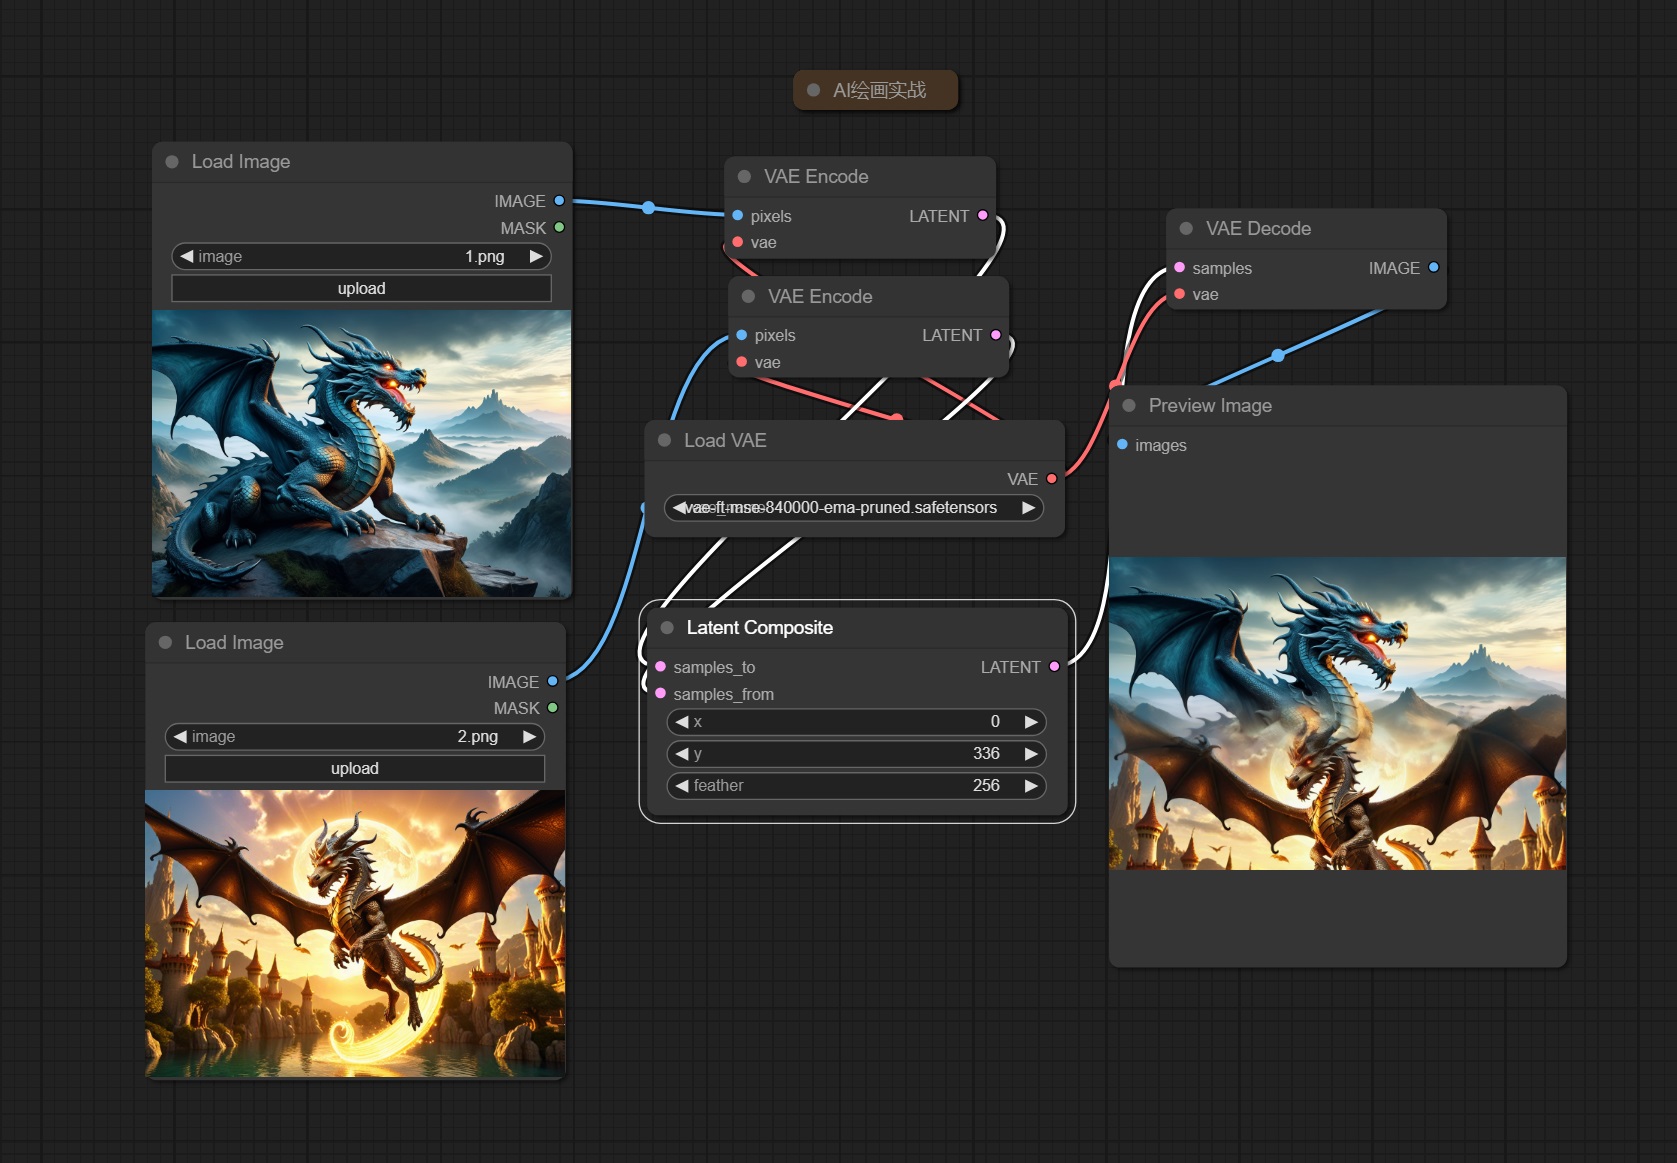 AI绘画实战
Load Image
IMAGE
MASK
image 1.png
upload
Load Image
IMAGE
MASK
image 2.png
upload
VAE Encode
pixels LATENT
vae
VAE Encode
pixels LATENT
vae
Load VAE
VAE
vae-ft-mse-840000-ema-pruned.safetensors
Latent Composite
samples_to LATENT
samples_from
x 0
y 336
feather 256
VAE Decode
samples IMAGE
vae
Preview Image
images